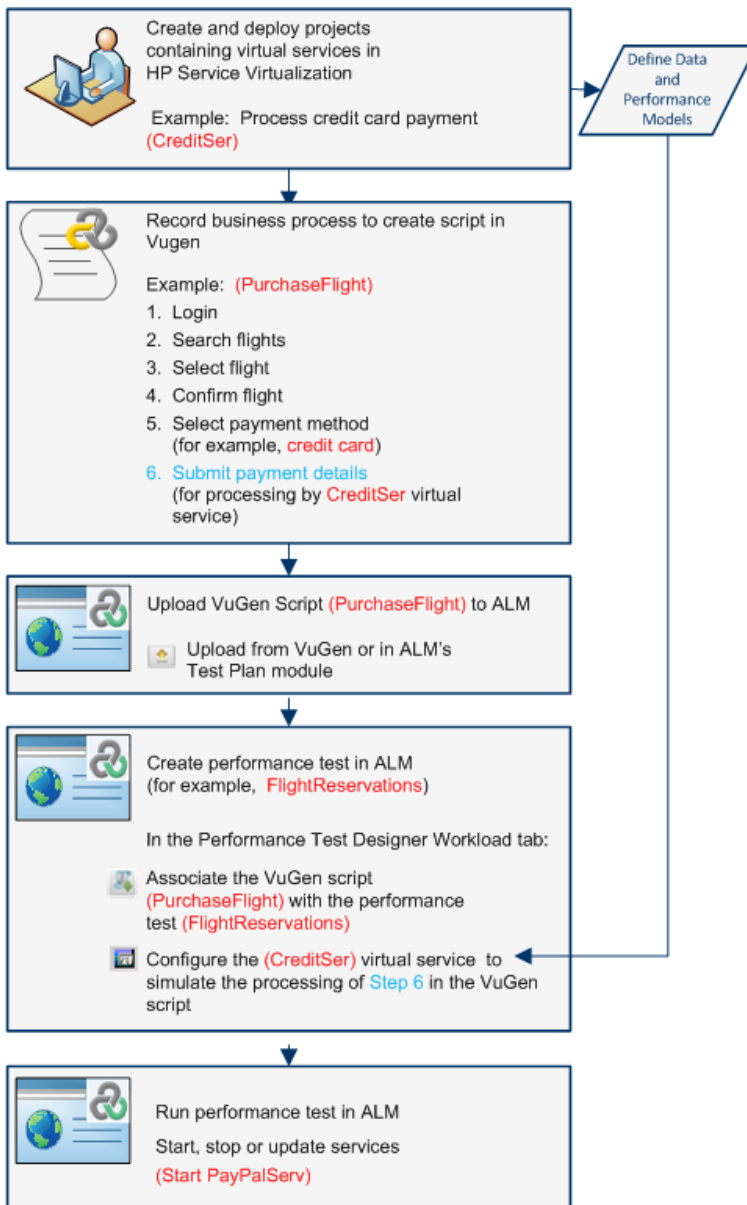 Create and deploy projects
containing virtual services in
HP Service Virtualization
Example: Process credit card payment
(CreditSer)
Define Data
and
Performance
Models
Record business process to create script in
Vugen
Example: (PurchaseFlight)
1. Login
2. Search flights
3. Select flight
4. Confirm flight
5. Select payment method
(for example, credit card)
6. Submit payment details
(for processing by CreditSer virtual
service)
Upload VuGen Script (PurchaseFlight) to ALM
Upload from VuGen or in ALM's
Test Plan module
Create performance test in ALM
(for example, FlightReservations)
In the Performance Test Designer Workload tab:
Associate the VuGen script
(PurchaseFlight) with the performance
test (FlightReservations)
Configure the (CreditSer) virtual service to
simulate the processing of Step 6 in the VuGen
script
Run performance test in ALM
Start, stop or update services
(Start PayPalServ)